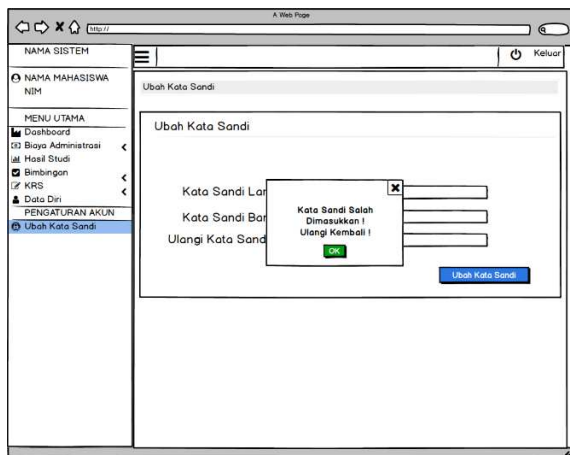 A Web Page
http://
NAMA SISTEM
Keluar
NAMA MAHASISWA
NIM
Ubah Kata Sandi
MENU UTAMA
Dashboard
Biaya Administrasi
Hasil Studi
Bimbingan
KRS
Data Diri
PENGATURAN AKUN
Ubah Kata Sandi
Ubah Kata Sandi
Kata Sandi Lar
Kata Sandi Bar
Ulangi Kata Sand
Kata Sandi Salah
Dimasukkan !
Ulangi Kembali !
OK
Ubah Kata Sandi